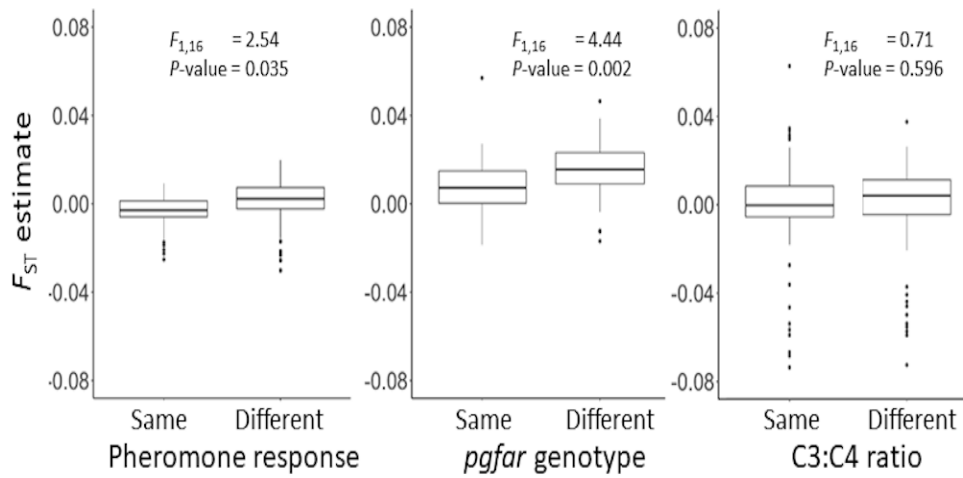 F_ST estimate
0.08
0.04
0.00
-0.04
-0.08
F1,16 = 2.54
P-value = 0.035
Same Different
Pheromone response
0.08
0.04
0.00
-0.04
-0.08
F1,16 = 4.44
P-value = 0.002
Same Different
pgfar genotype
0.08
0.04
0.00
-0.04
-0.08
F1,16 = 0.71
P-value = 0.596
Same Different
C3:C4 ratio